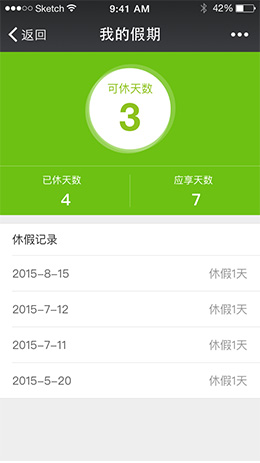 Sketch 9:41 AM 42%
返回 我的假期
可休天数
3
已休天数 应享天数
4 7
休假记录
2015-8-15 休假1天
2015-7-12 休假1天
2015-7-11 休假1天
2015-5-20 休假1天